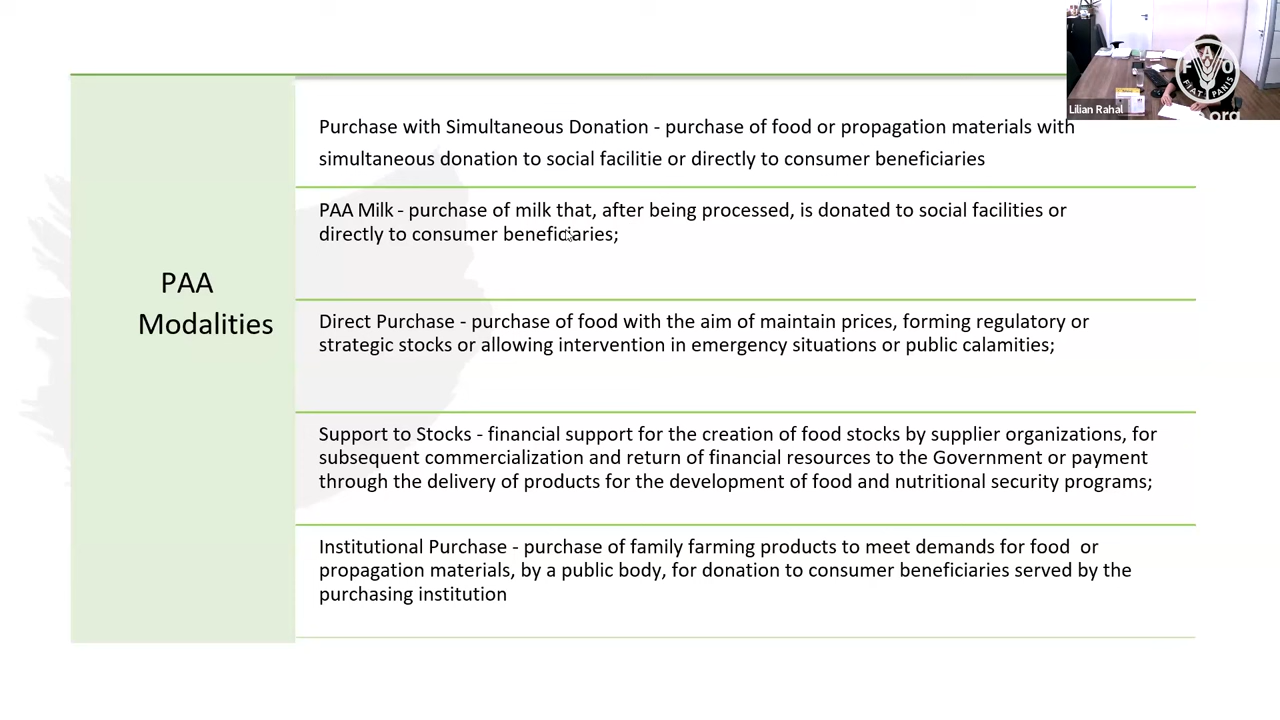 Lilian Rahal
F A O
FIAT PANIS
.org
PAA
Modalities
Purchase with Simultaneous Donation - purchase of food or propagation materials with
simultaneous donation to social facilitie or directly to consumer beneficiaries
PAA Milk - purchase of milk that, after being processed, is donated to social facilities or
directly to consumer beneficiaries;
Direct Purchase - purchase of food with the aim of maintain prices, forming regulatory or
strategic stocks or allowing intervention in emergency situations or public calamities;
Support to Stocks - financial support for the creation of food stocks by supplier organizations, for
subsequent commercialization and return of financial resources to the Government or payment
through the delivery of products for the development of food and nutritional security programs;
Institutional Purchase - purchase of family farming products to meet demands for food or
propagation materials, by a public body, for donation to consumer beneficiaries served by the
purchasing institution